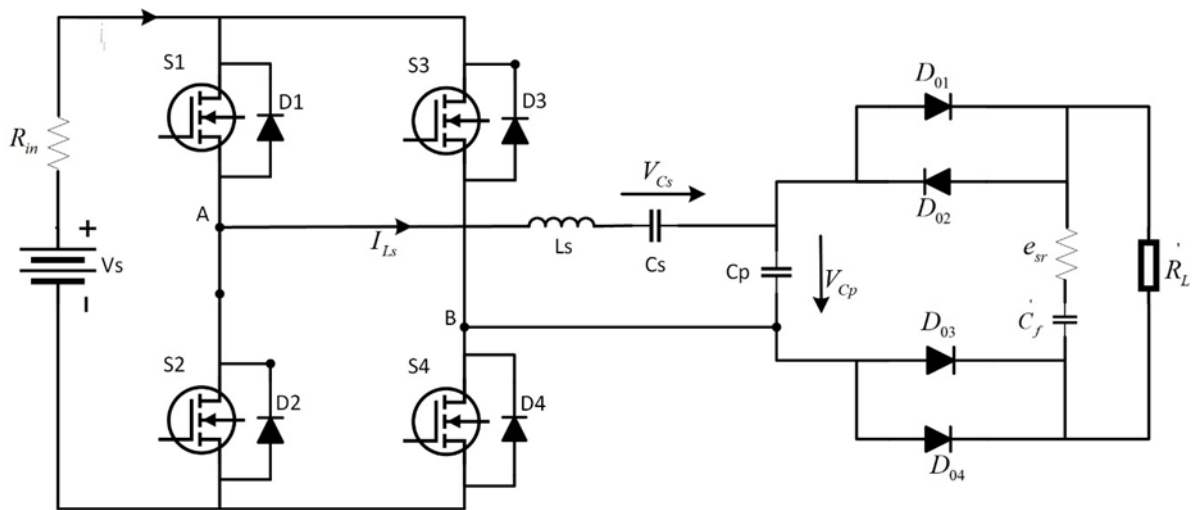 i_i
S1
D1
S3
D3
R_in
+
Vs
A
I_Ls
Ls
V_Cs
Cs
Cp
V_Cp
B
S2
D2
S4
D4
D_01
D_02
e_sr
R_L
C_f
D_03
D_04